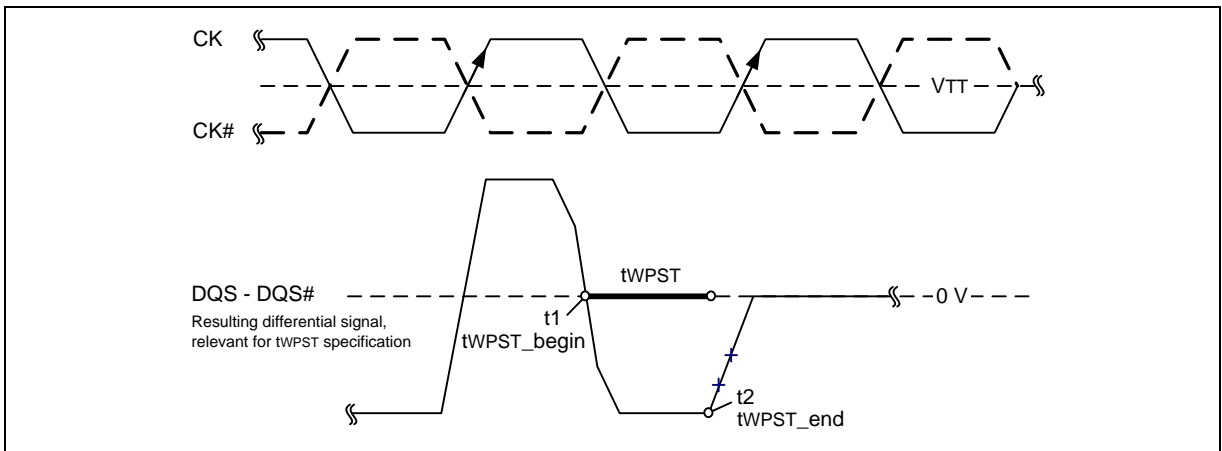 CK
VTT
CK#
tWPST
DQS - DQS#
0 V
Resulting differential signal,
relevant for tWPST specification
t1
tWPST_begin
t2
tWPST_end